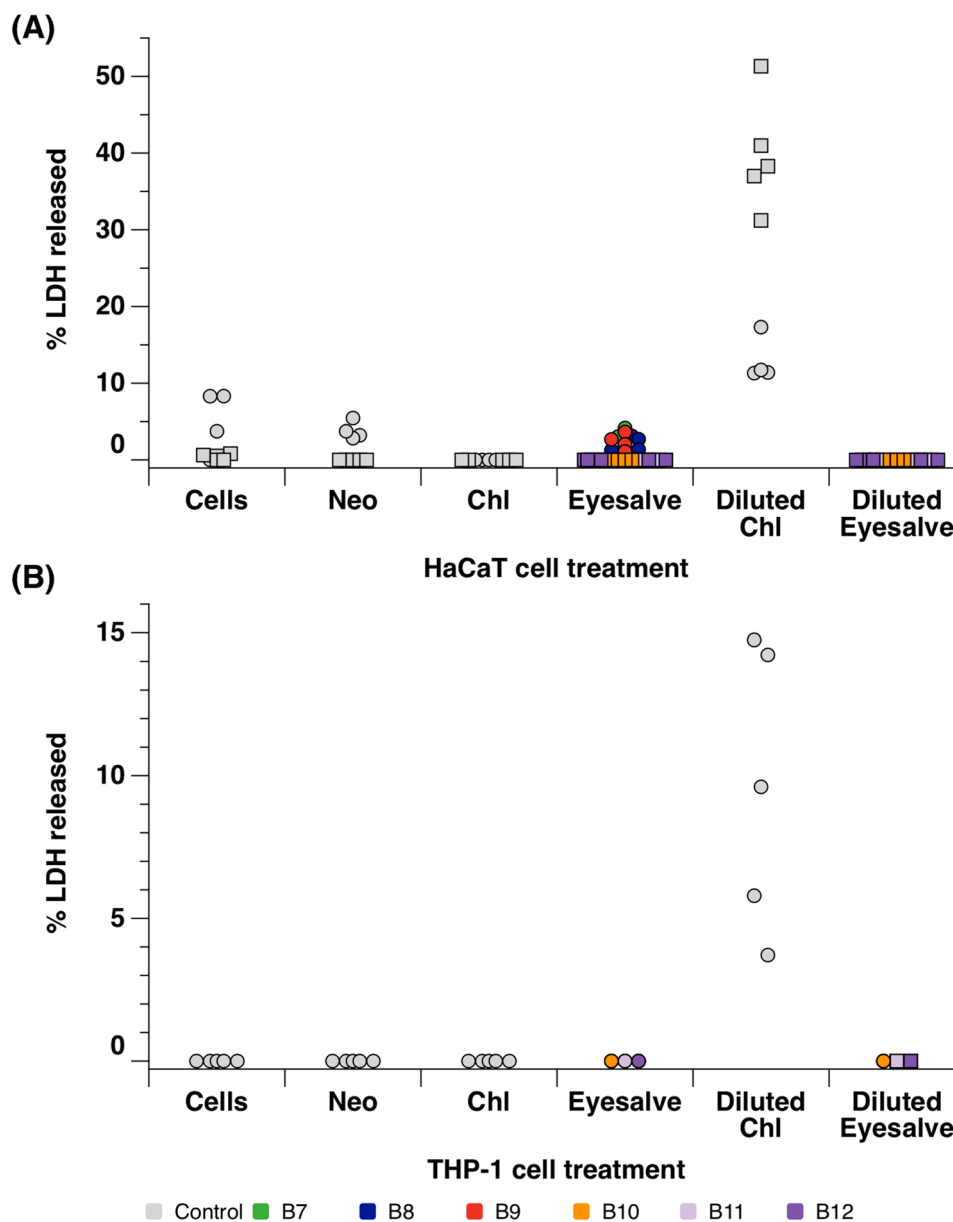 (A)
50
40
30
20
10
0
% LDH released
Cells
Neo
Chl
Eyesalve
Diluted
Chl
Diluted
Eyesalve
HaCaT cell treatment
(B)
15
10
5
0
% LDH released
Cells
Neo
Chl
Eyesalve
Diluted
Chl
Diluted
Eyesalve
THP-1 cell treatment
Control B7 B8 B9 B10 B11 B12